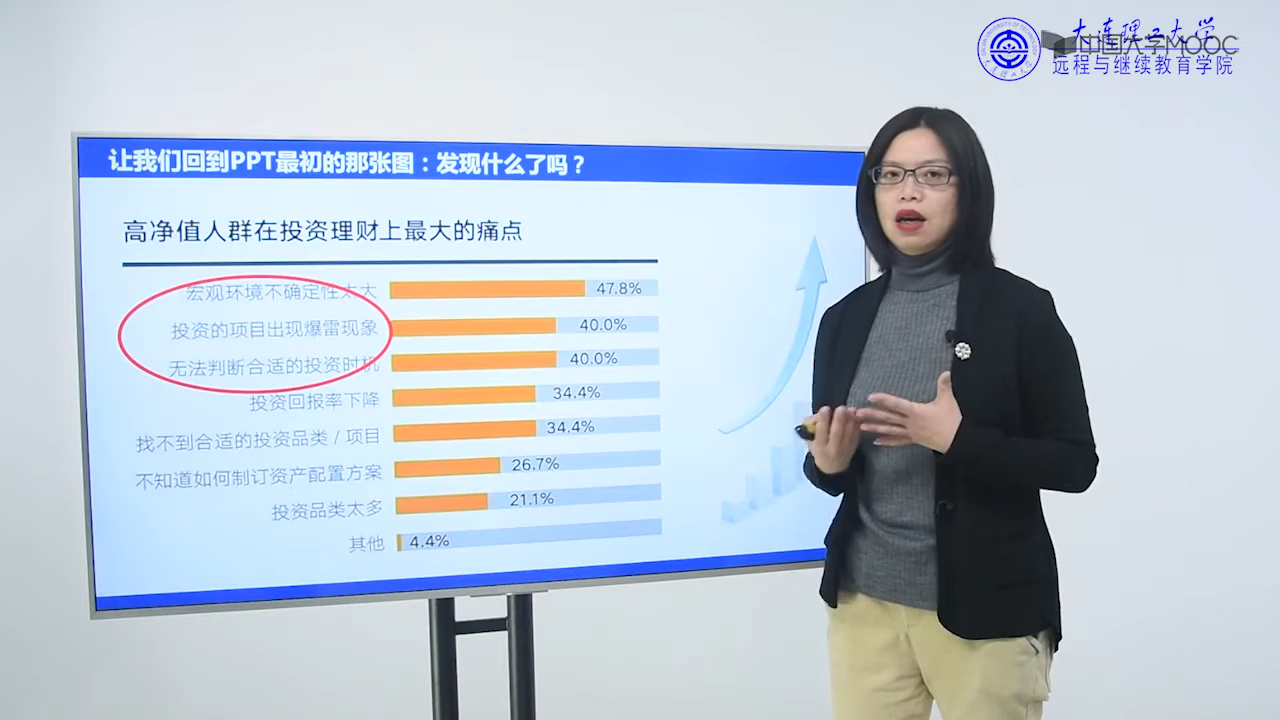 大连理工大学
中国大学MOOC
远程与继续教育学院
让我们回到PPT最初的那张图：发现什么了吗？
高净值人群在投资理财上最大的痛点
宏观环境不确定性太大 47.8%
投资的项目出现爆雷现象 40.0%
无法判断合适的投资时机 40.0%
投资回报率下降 34.4%
找不到合适的投资品类 / 项目 34.4%
不知道如何制订资产配置方案 26.7%
投资品类太多 21.1%
其他 4.4%